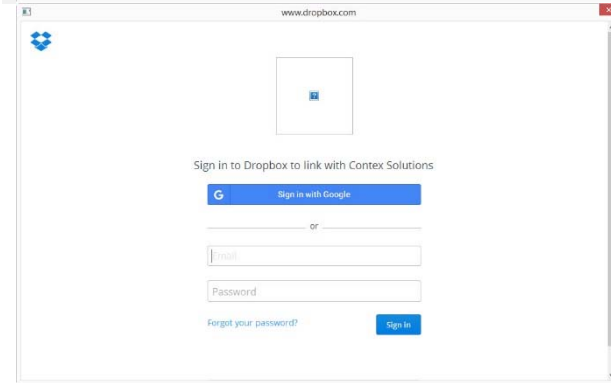 www.dropbox.com
Sign in to Dropbox to link with Contex Solutions
G Sign in with Google
or
Email
Password
Forgot your password? Sign in